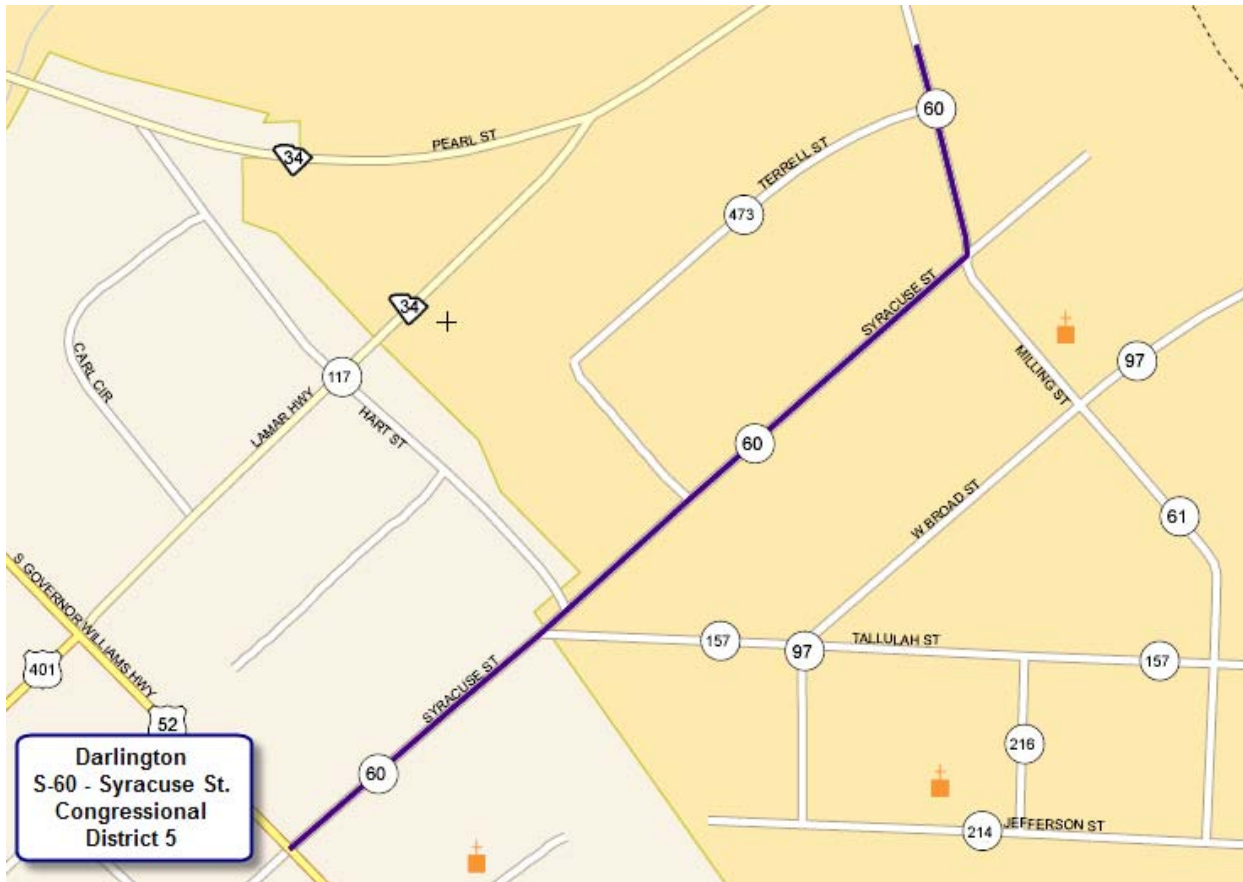 60
PEARL ST
34
TERRELL ST
473
34
SYRACUSE ST
CARL CIR
117
LAMAR HWY
HART ST
MILLING ST
97
60
W BROAD ST
61
S GOVERNOR WILLIAMS HWY
401
157
97
TALLULAH ST
157
SYRACUSE ST
52
60
216
214
JEFFERSON ST
Darlington
S-60 - Syracuse St.
Congressional
District 5